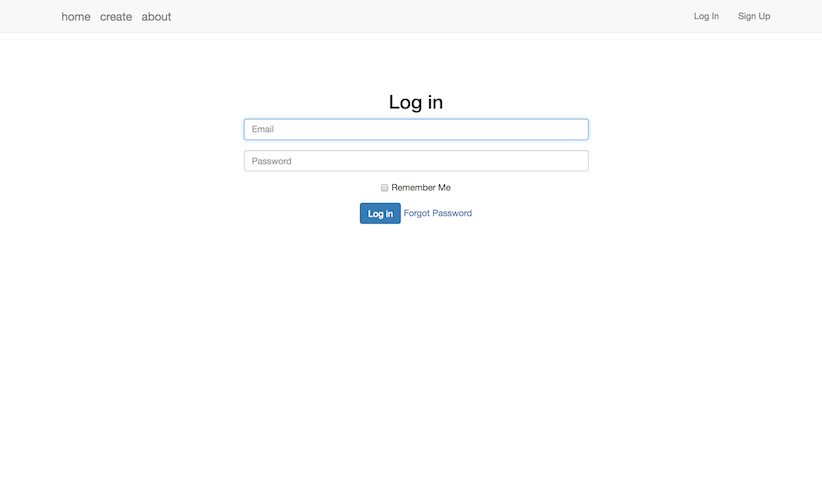 home create about Log In Sign Up
Log in
Email
Password
Remember Me
Log in Forgot Password